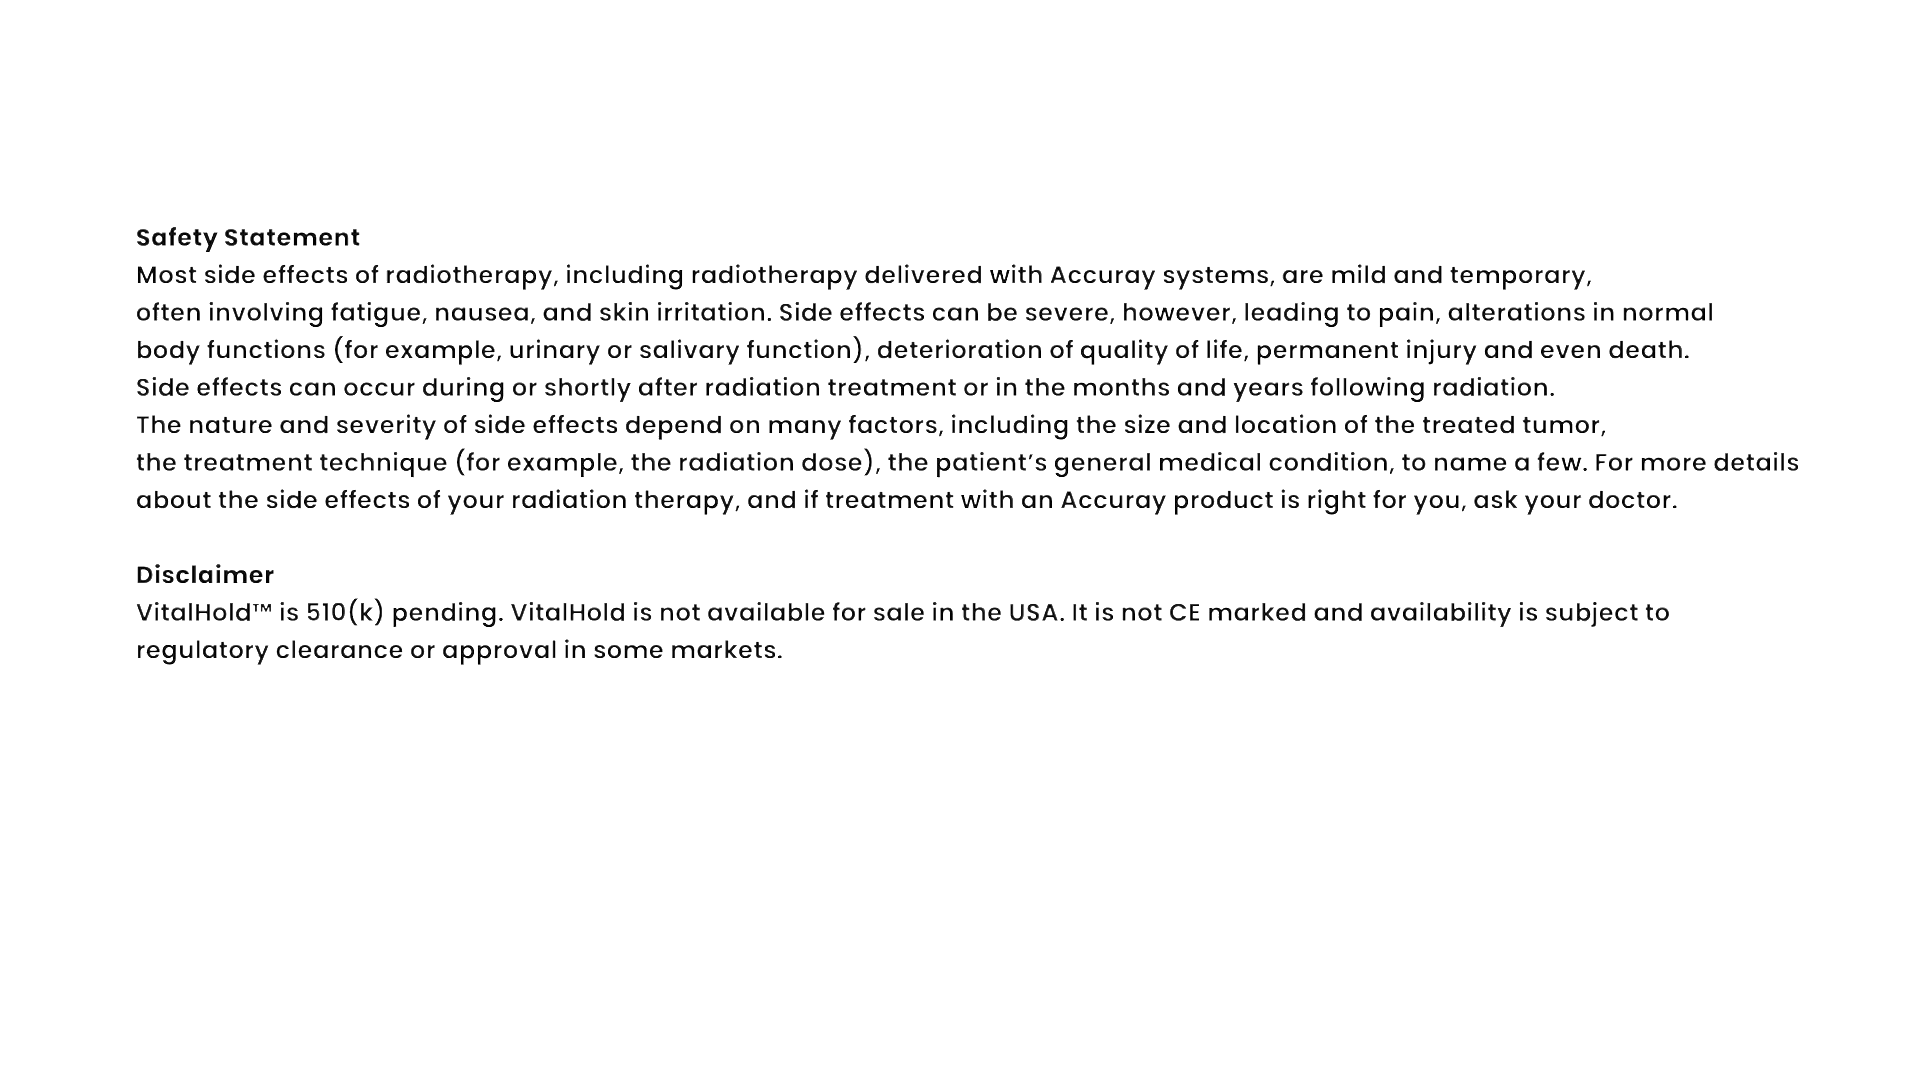 Safety Statement
Most side effects of radiotherapy, including radiotherapy delivered with Accuray systems, are mild and temporary,
often involving fatigue, nausea, and skin irritation. Side effects can be severe, however, leading to pain, alterations in normal
body functions (for example, urinary or salivary function), deterioration of quality of life, permanent injury and even death.
Side effects can occur during or shortly after radiation treatment or in the months and years following radiation.
The nature and severity of side effects depend on many factors, including the size and location of the treated tumor,
the treatment technique (for example, the radiation dose), the patient’s general medical condition, to name a few. For more details
about the side effects of your radiation therapy, and if treatment with an Accuray product is right for you, ask your doctor.
Disclaimer
VitalHold™ is 510(k) pending. VitalHold is not available for sale in the USA. It is not CE marked and availability is subject to
regulatory clearance or approval in some markets.